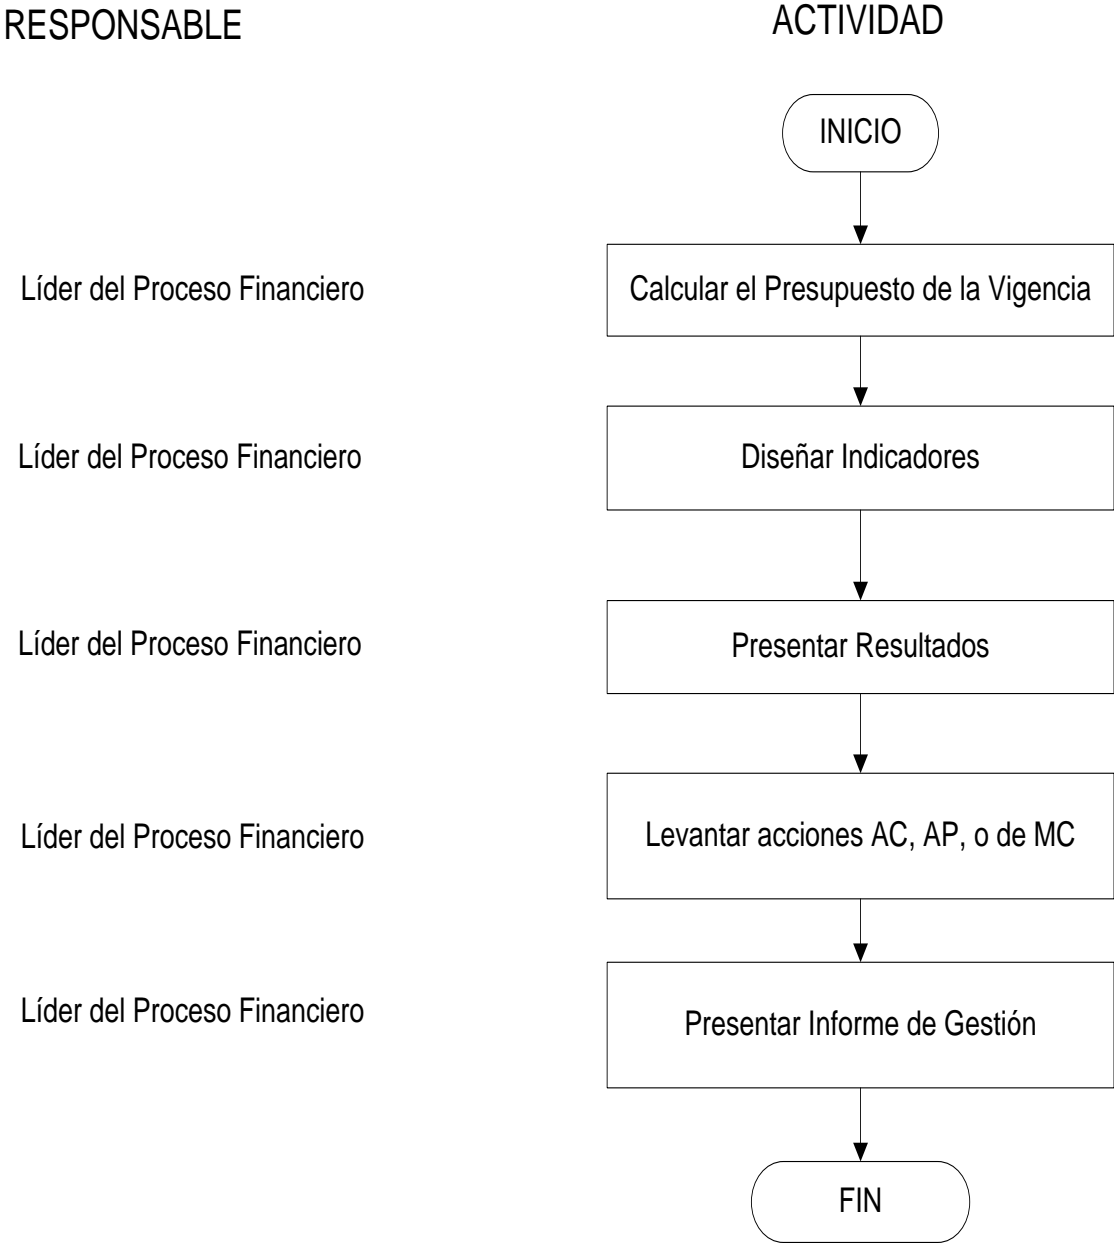 RESPONSABLE
ACTIVIDAD
INICIO
Líder del Proceso Financiero
Calcular el Presupuesto de la Vigencia
Líder del Proceso Financiero
Diseñar Indicadores
Líder del Proceso Financiero
Presentar Resultados
Líder del Proceso Financiero
Levantar acciones AC, AP, o de MC
Líder del Proceso Financiero
Presentar Informe de Gestión
FIN